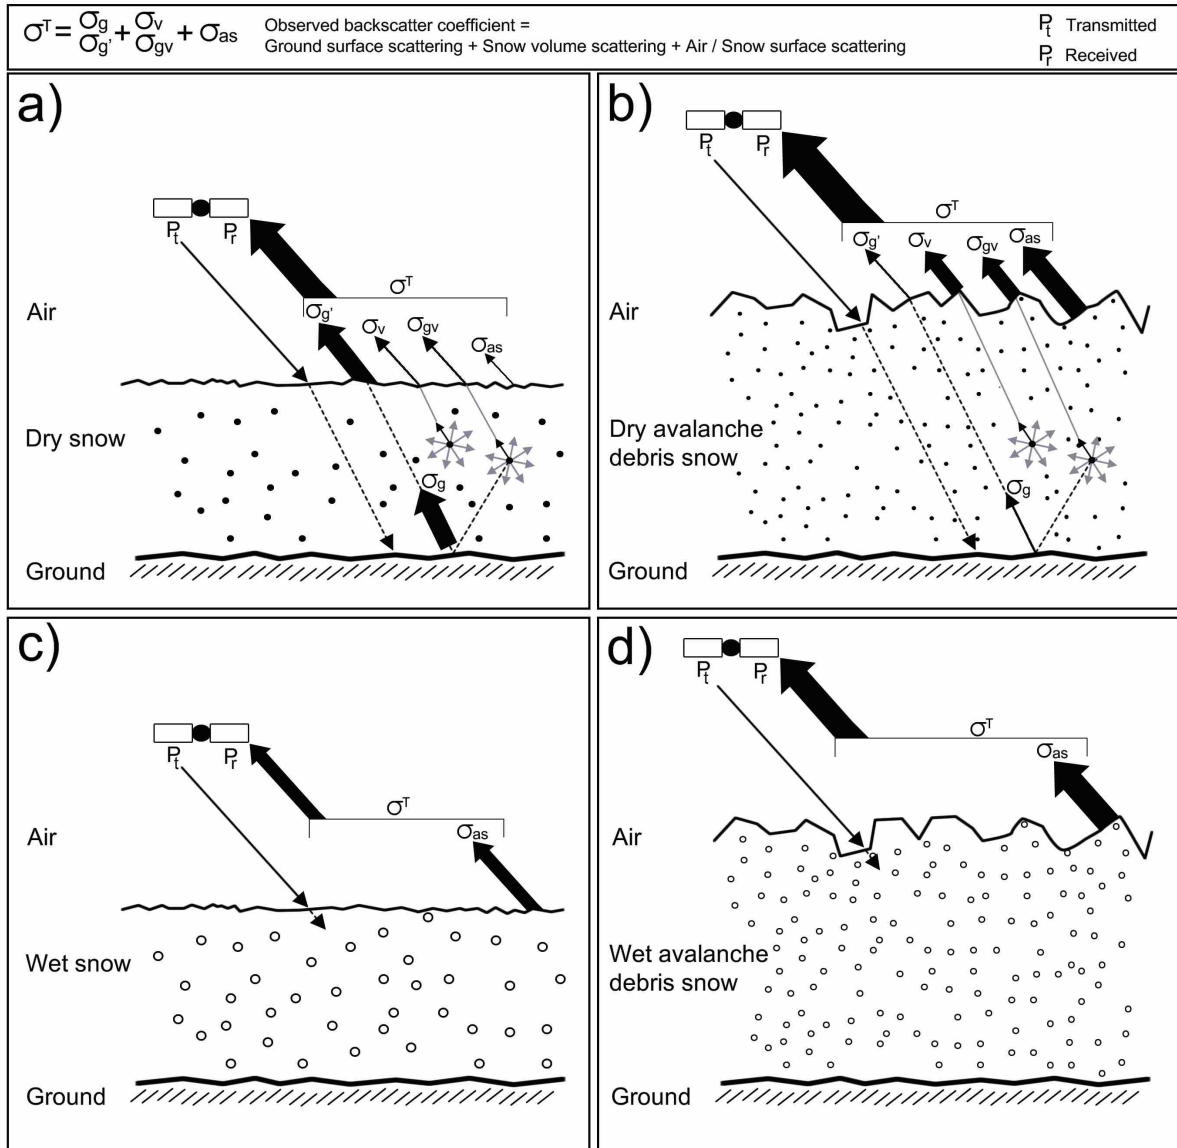 σᵀ = σg/σg' + σv/σgv + σas
Observed backscatter coefficient =
Ground surface scattering + Snow volume scattering + Air / Snow surface scattering
Pt Transmitted
Pr Received
a)
Pt Pr
σᵀ
σg' σv σgv σas
Air
Dry snow
σg
Ground
b)
Pt Pr
σᵀ
σg' σv σgv σas
Air
Dry avalanche
debris snow
σg
Ground
c)
Pt Pr
σᵀ
σas
Air
Wet snow
Ground
d)
Pt Pr
σᵀ
σas
Air
Wet avalanche
debris snow
Ground